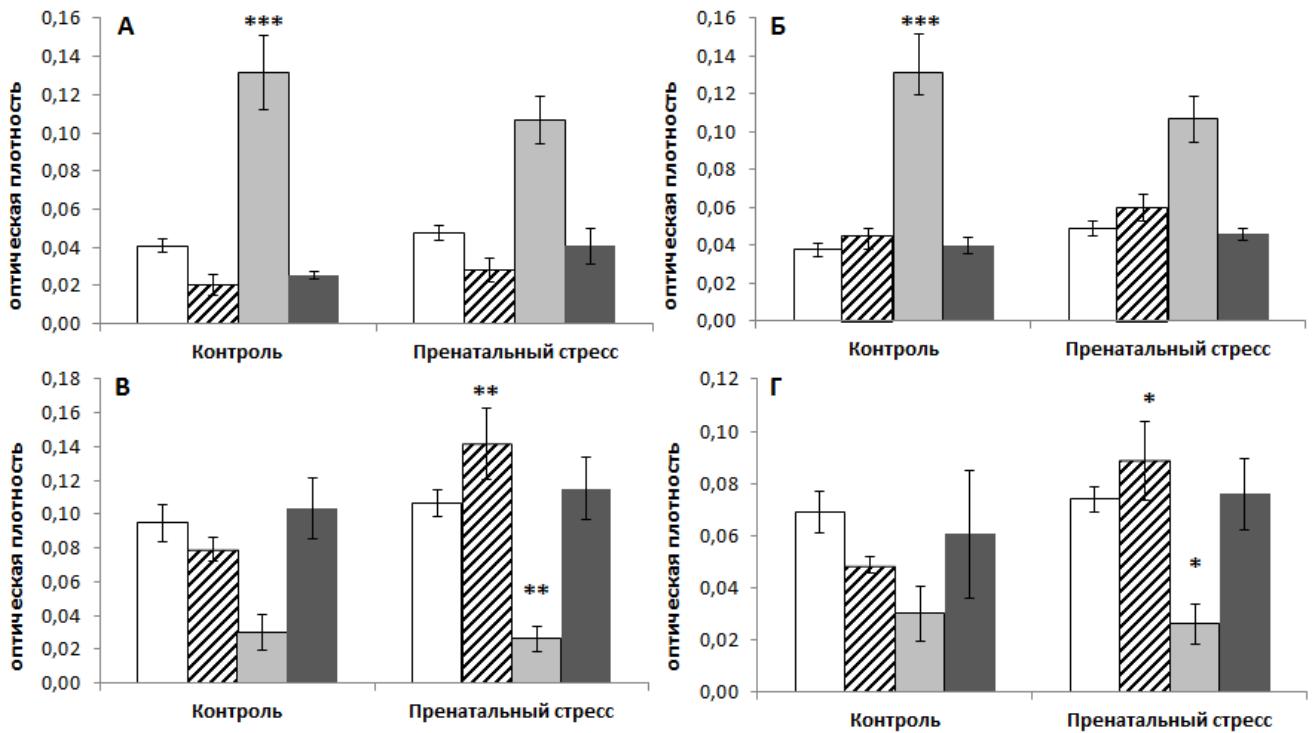 оптическая плотность
0,16
0,14
0,12
0,10
0,08
0,06
0,04
0,02
0,00
А
***
Контроль
Пренатальный стресс
оптическая плотность
0,16
0,14
0,12
0,10
0,08
0,06
0,04
0,02
0,00
Б
***
Контроль
Пренатальный стресс
оптическая плотность
0,18
0,16
0,14
0,12
0,10
0,08
0,06
0,04
0,02
0,00
В
**
**
Контроль
Пренатальный стресс
оптическая плотность
0,12
0,10
0,08
0,06
0,04
0,02
0,00
Г
*
*
Контроль
Пренатальный стресс